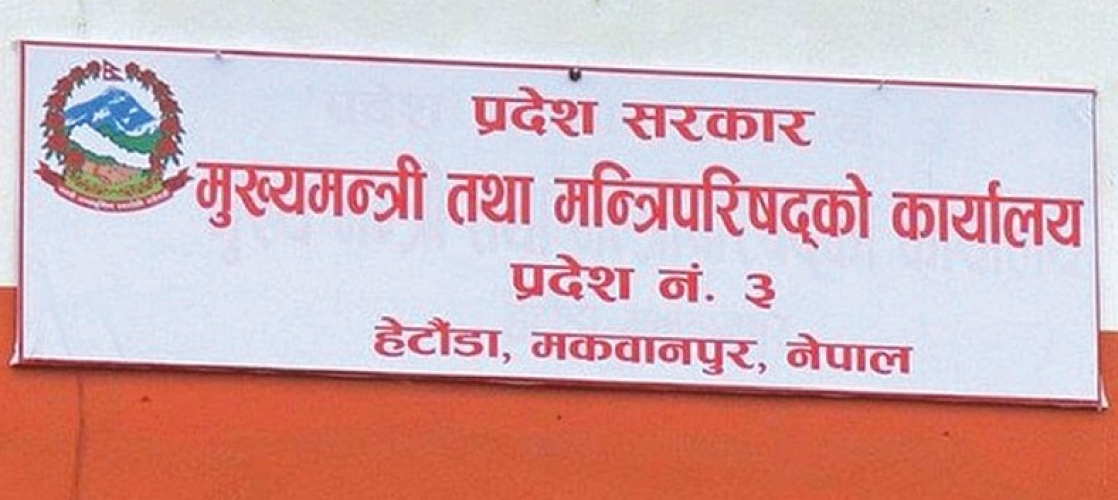 प्रदेश सरकार
मुख्यमन्त्री तथा मन्त्रिपरिषद्को कार्यालय
प्रदेश नं. ३
हेटौंडा, मकवानपुर, नेपाल